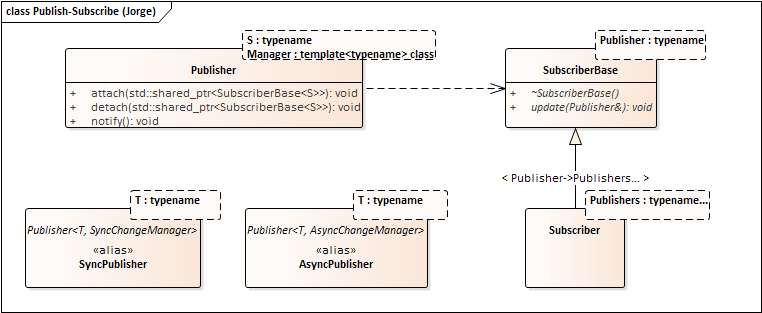 class Publish-Subscribe (Jorge)
S : typename
Manager : template<typename> class
Publisher
+ attach(std::shared_ptr<SubscriberBase<S>>): void
+ detach(std::shared_ptr<SubscriberBase<S>>): void
+ notify(): void
Publisher : typename
SubscriberBase
+ ~SubscriberBase()
+ update(Publisher&): void
< Publisher->Publishers... >
T : typename
Publisher<T, SyncChangeManager>
«alias»
SyncPublisher
T : typename
Publisher<T, AsyncChangeManager>
«alias»
AsyncPublisher
Publishers : typename...
Subscriber